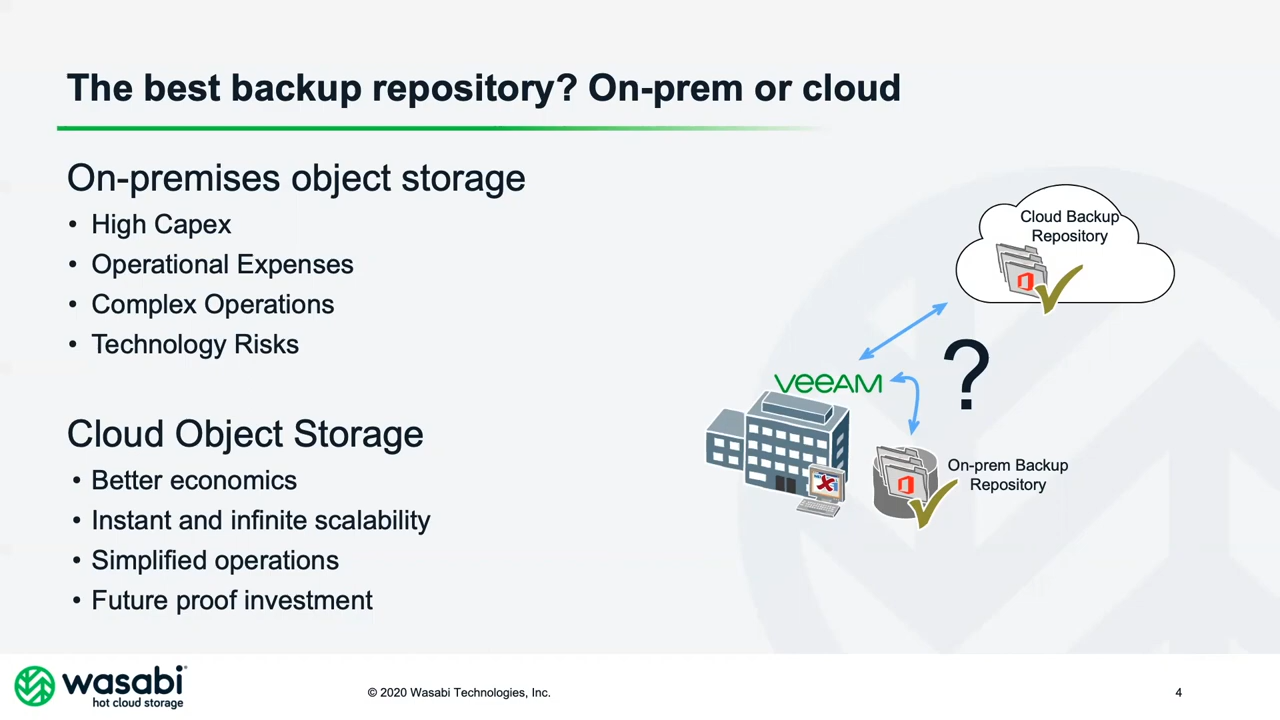 The best backup repository? On-prem or cloud
On-premises object storage
• High Capex
• Operational Expenses
• Complex Operations
• Technology Risks
Cloud Object Storage
• Better economics
• Instant and infinite scalability
• Simplified operations
• Future proof investment
Cloud Backup
Repository
?
veeAM
On-prem Backup
Repository
wasabi
hot cloud storage
© 2020 Wasabi Technologies, Inc.
4